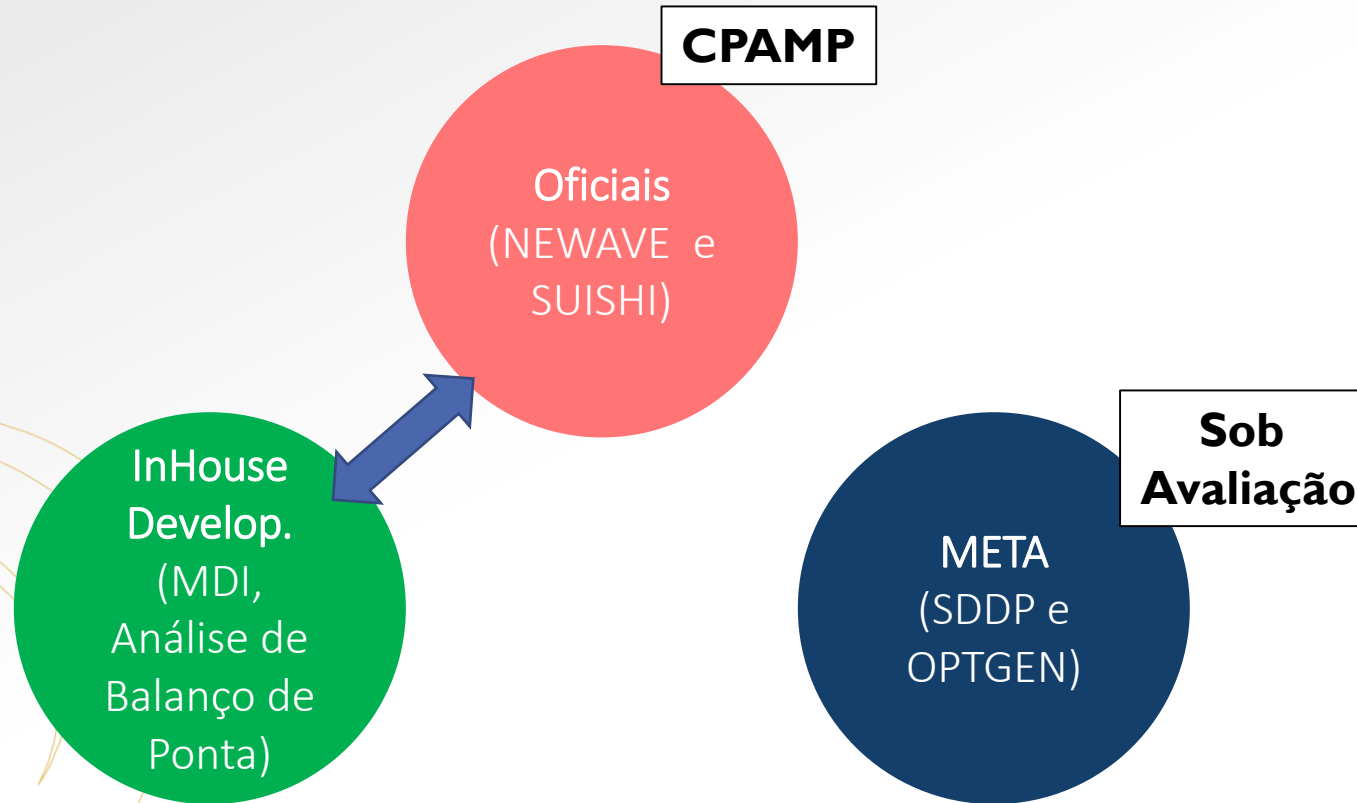 CPAMP
Oficiais
(NEWAVE e
SUISHI)
InHouse
Develop.
(MDI,
Análise de
Balanço de
Ponta)
Sob
Avaliação
META
(SDDP e
OPTGEN)